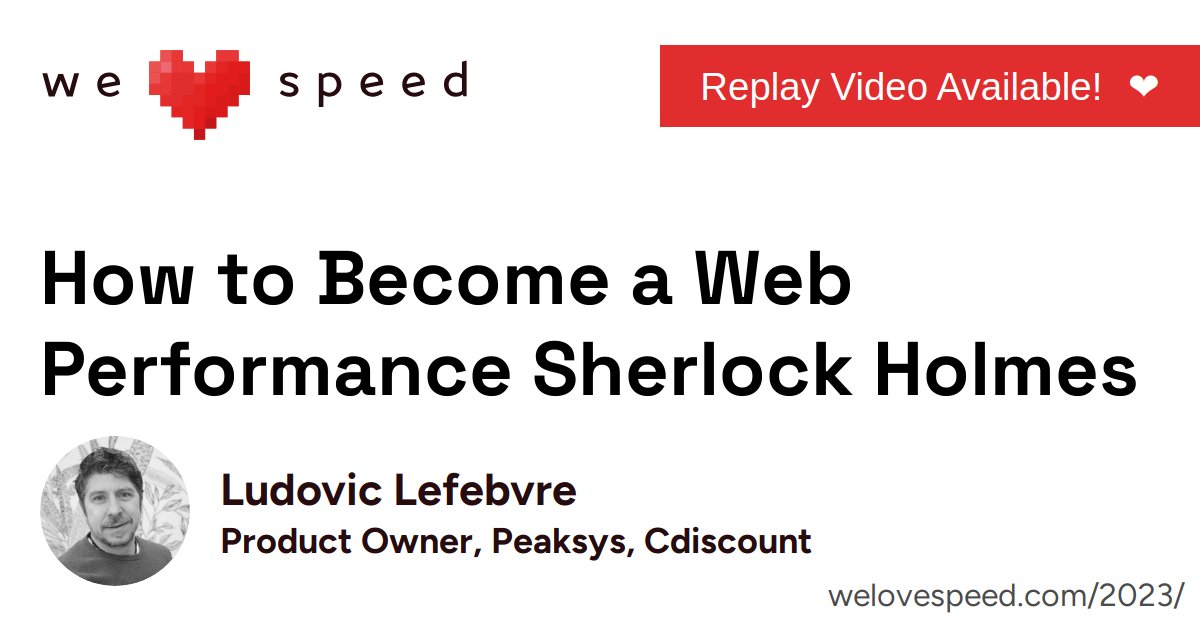 we ❤ speed
Replay Video Available! ❤
How to Become a Web
Performance Sherlock Holmes
Ludovic Lefebvre
Product Owner, Peaksys, Cdiscount
welovespeed.com/2023/